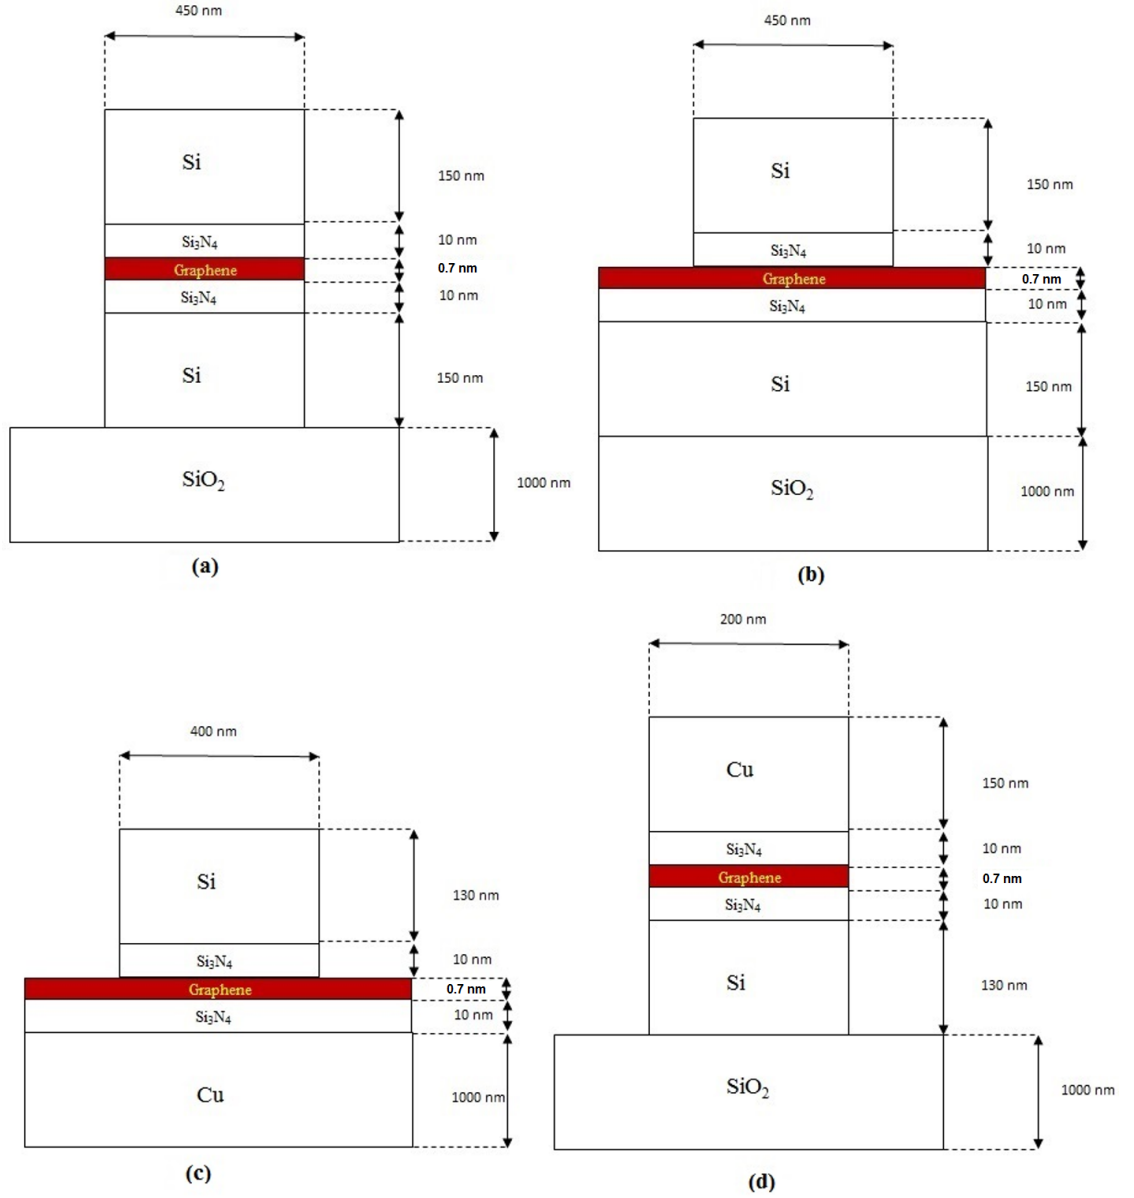 450 nm
Si
150 nm
Si₃N₄
10 nm
Graphene
0.7 nm
Si₃N₄
10 nm
Si
150 nm
SiO₂
1000 nm
(a)
450 nm
Si
150 nm
Si₃N₄
10 nm
Graphene
0.7 nm
Si₃N₄
10 nm
Si
150 nm
SiO₂
1000 nm
(b)
400 nm
Si
130 nm
Si₃N₄
10 nm
Graphene
0.7 nm
Si₃N₄
10 nm
Cu
1000 nm
(c)
200 nm
Cu
150 nm
Si₃N₄
10 nm
Graphene
0.7 nm
Si₃N₄
10 nm
Si
130 nm
SiO₂
1000 nm
(d)